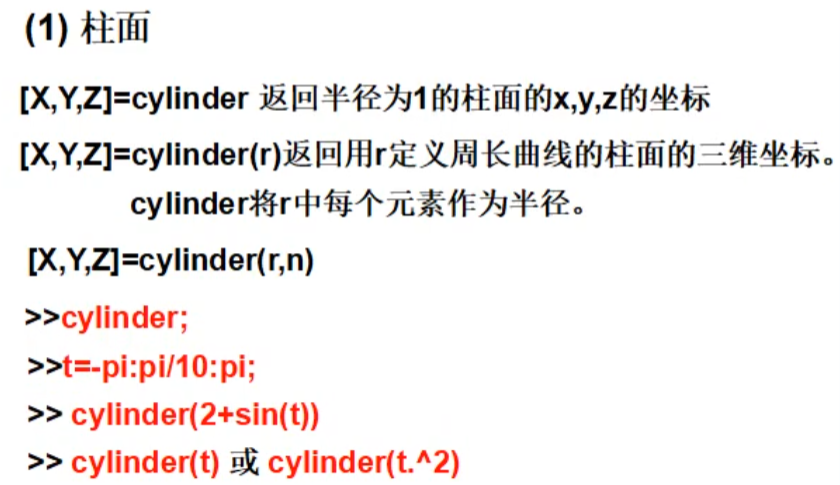 (1) 柱面
[X,Y,Z]=cylinder 返回半径为1的柱面的x,y,z的坐标
[X,Y,Z]=cylinder(r)返回用r定义周长曲线的柱面的三维坐标。
cylinder将r中每个元素作为半径。
[X,Y,Z]=cylinder(r,n)
>>cylinder;
>>t=-pi:pi/10:pi;
>> cylinder(2+sin(t))
>> cylinder(t) 或 cylinder(t.^2)